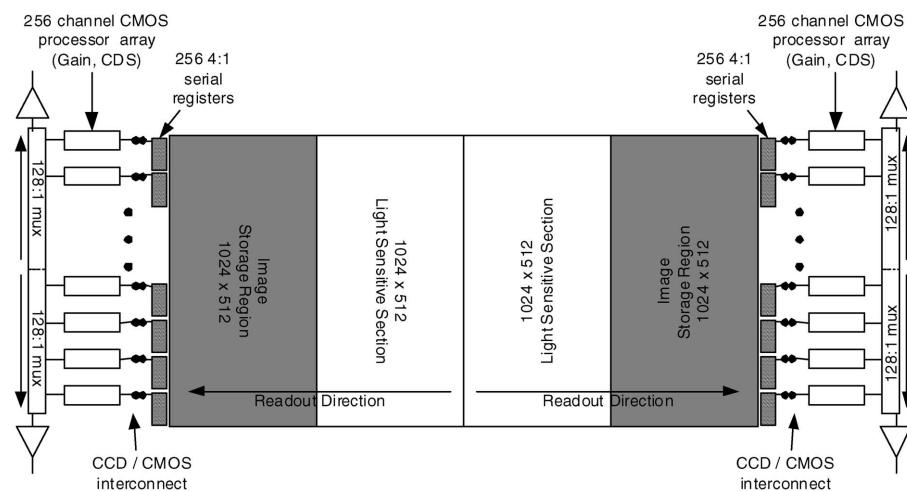 256 channel CMOS
processor array
(Gain, CDS)
256 4:1
serial
registers
256 4:1
serial
registers
256 channel CMOS
processor array
(Gain, CDS)
128:1 mux
128:1 mux
Image
Storage Region
1024 x 512
1024 x 512
Light Sensitive Section
1024 x 512
Light Sensitive Section
Image
Storage Region
1024 x 512
128:1 mux
128:1 mux
Readout Direction
Readout Direction
CCD / CMOS
interconnect
CCD / CMOS
interconnect